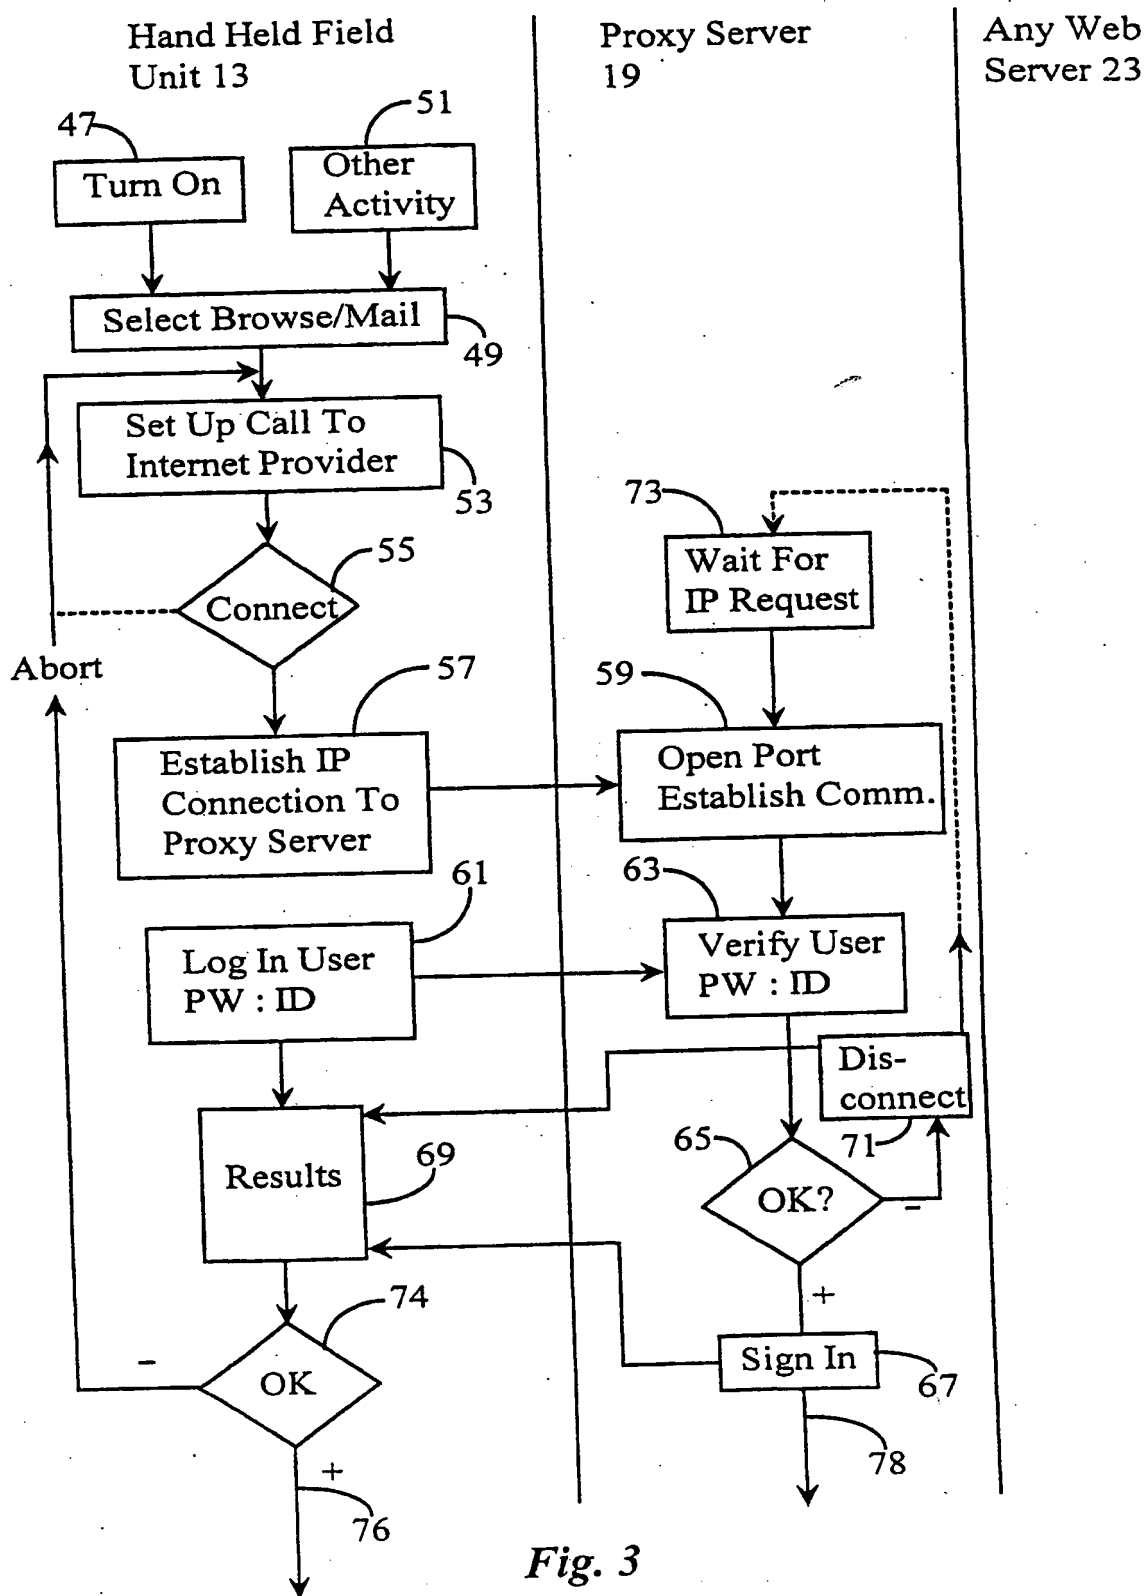 Hand Held Field
Unit 13
Proxy Server
19
Any Web
Server 23
47
51
Turn On
Other
Activity
Select Browse/Mail
49
Set Up Call To
Internet Provider
53
73
55
Wait For
IP Request
Connect
Abort
57
59
Establish IP
Connection To
Proxy Server
Open Port
Establish Comm.
61
63
Log In User
PW : ID
Verify User
PW : ID
Dis-
connect
71
65
69
Results
OK?
-
+
74
-
OK
Sign In
67
+
76
78
Fig. 3